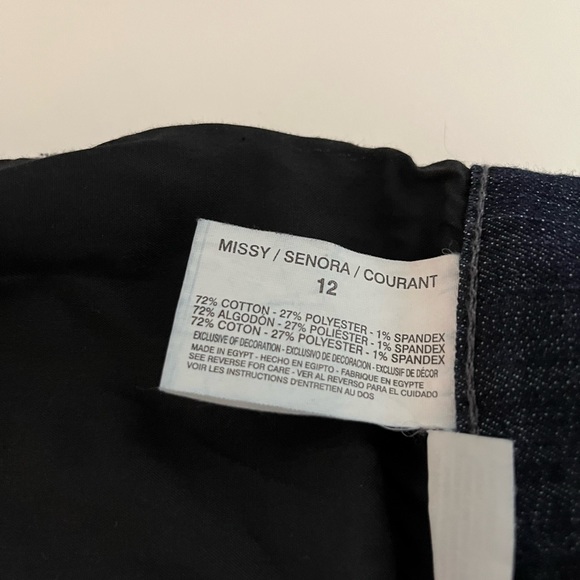 MISSY / SENORA / COURANT
12
72% COTTON - 27% POLYESTER - 1% SPANDEX
72% ALGODÓN - 27% POLIÉSTER - 1% SPANDEX
72% COTON - 27% POLYESTER - 1% SPANDEX
EXCLUSIVE OF DECORATION - EXCLUSIVO DE DECORACION - EXCLUSIF DE DÉCOR
MADE IN EGYPT - HECHO EN EGIPTO - FABRIQUE EN EGYPTE
SEE REVERSE FOR CARE - VER AL REVERSO PARA EL CUIDADO
VOIR LES INSTRUCTIONS D'ENTRETIEN AU DOS